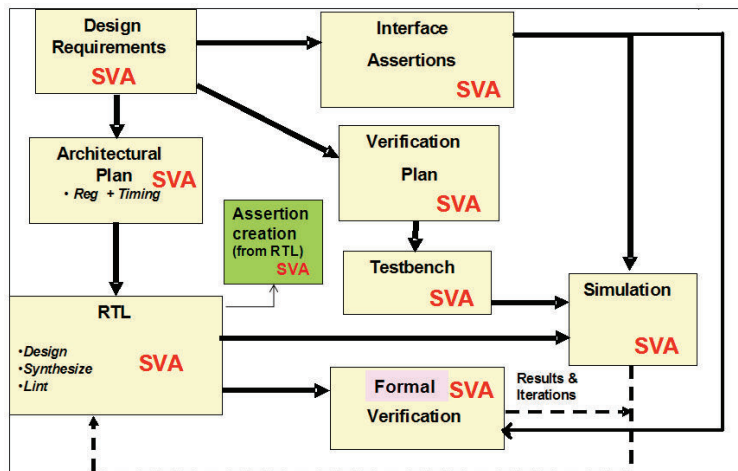 Design
Requirements
SVA
Interface
Assertions
SVA
Architectural
Plan
SVA
• Reg + Timing
Verification
Plan
SVA
Assertion
creation
(from RTL)
SVA
Testbench
SVA
Simulation
SVA
RTL
•Design
•Synthesize
•Lint
SVA
Formal
SVA
Verification
Results &
Iterations